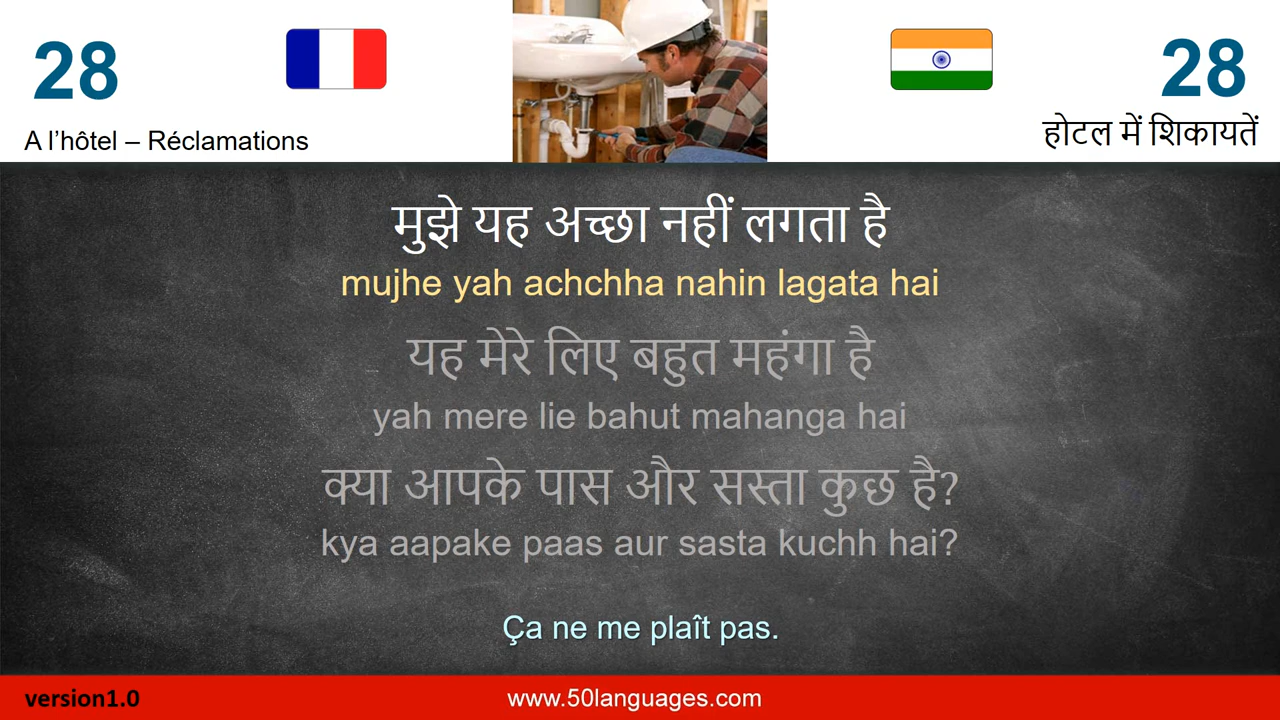 28
28
A l'hôtel – Réclamations
होटल में शिकायतें
मुझे यह अच्छा नहीं लगता है
mujhe yah achchha nahin lagata hai
यह मेरे लिए बहुत महंगा है
yah mere lie bahut mahanga hai
क्या आपके पास और सस्ता कुछ है?
kya aapake paas aur sasta kuchh hai?
Ça ne me plaît pas.
version1.0
www.50languages.com